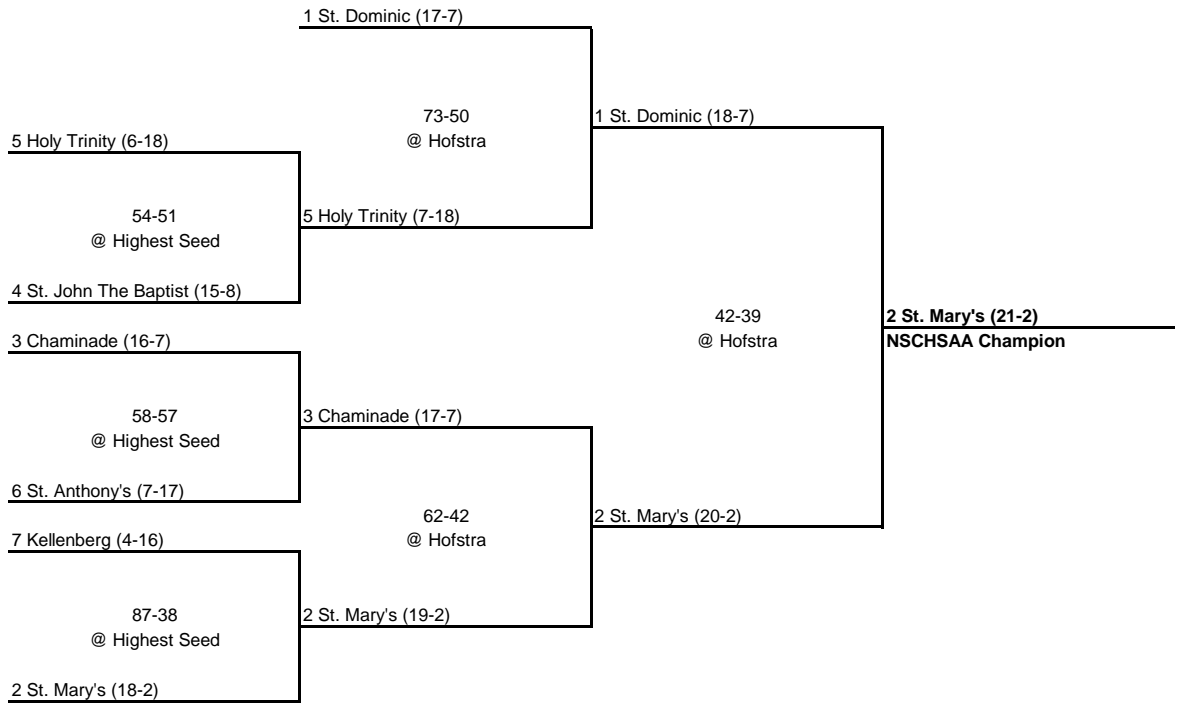 1 St. Dominic (17-7)
73-50
@ Hofstra
1 St. Dominic (18-7)
5 Holy Trinity (6-18)
54-51
@ Highest Seed
5 Holy Trinity (7-18)
4 St. John The Baptist (15-8)
42-39
@ Hofstra
2 St. Mary's (21-2)
NSCHSAA Champion
3 Chaminade (16-7)
58-57
@ Highest Seed
3 Chaminade (17-7)
6 St. Anthony's (7-17)
62-42
@ Hofstra
2 St. Mary's (20-2)
7 Kellenberg (4-16)
87-38
@ Highest Seed
2 St. Mary's (19-2)
2 St. Mary's (18-2)